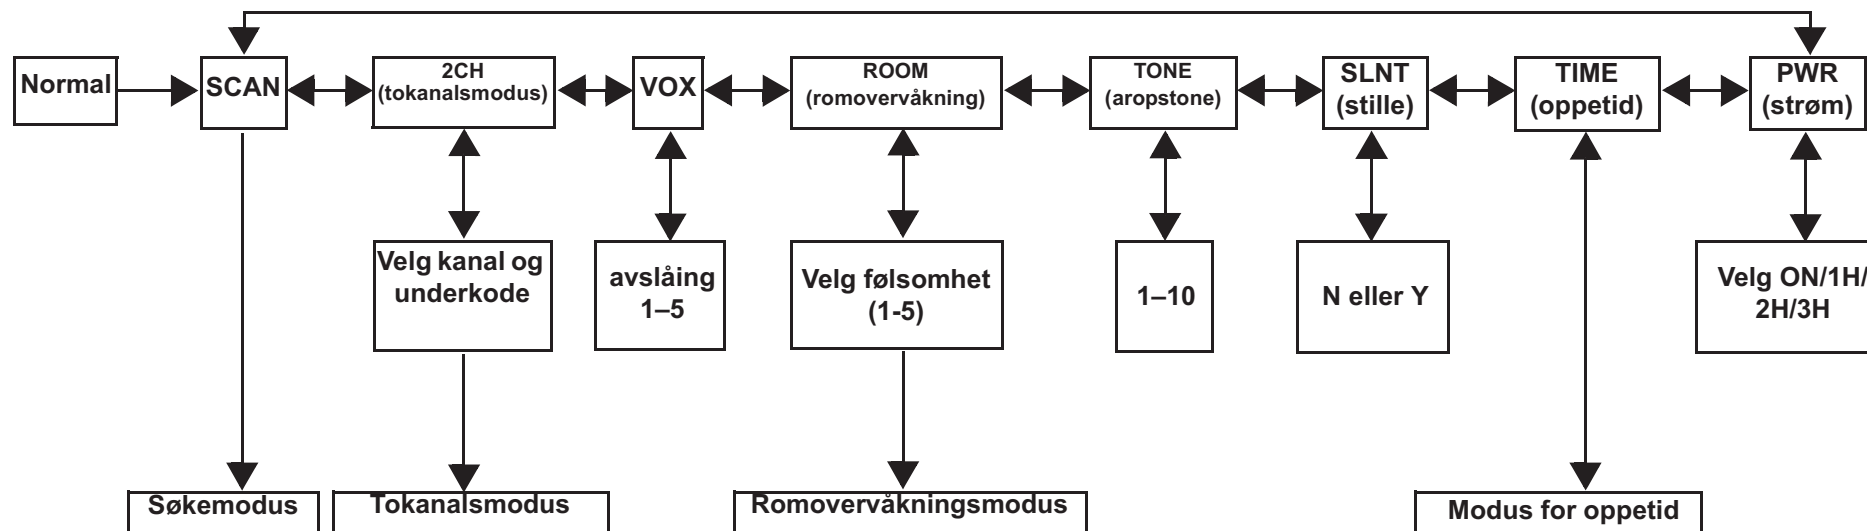 Normal
SCAN
2CH
(tokanalsmodus)
VOX
ROOM
(romovervåkning)
TONE
(aropstone)
SLNT
(stille)
TIME
(oppetid)
PWR
(strøm)
Velg kanal og
underkode
avslåing
1–5
Velg følsomhet
(1-5)
1–10
N eller Y
Velg ON/1H/
2H/3H
Søkemodus
Tokanalsmodus
Romovervåkningsmodus
Modus for oppetid